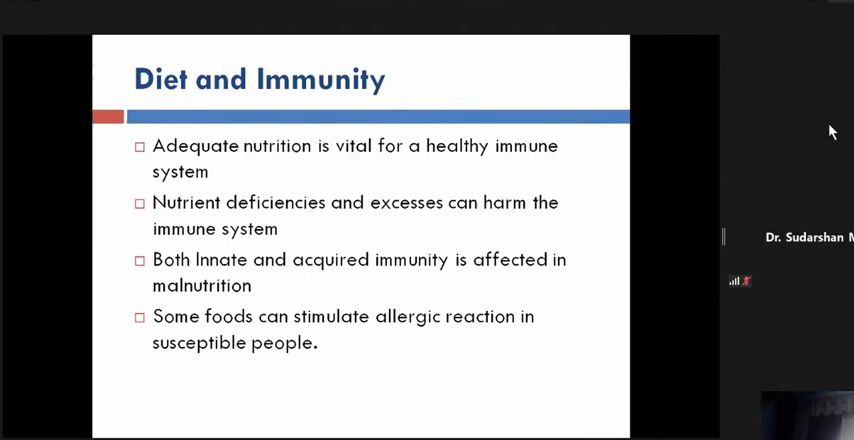 Diet and Immunity
Adequate nutrition is vital for a healthy immune
system
Nutrient deficiencies and excesses can harm the
immune system
Both Innate and acquired immunity is affected in
malnutrition
Some foods can stimulate allergic reaction in
susceptible people.
Dr. Sudarshan M